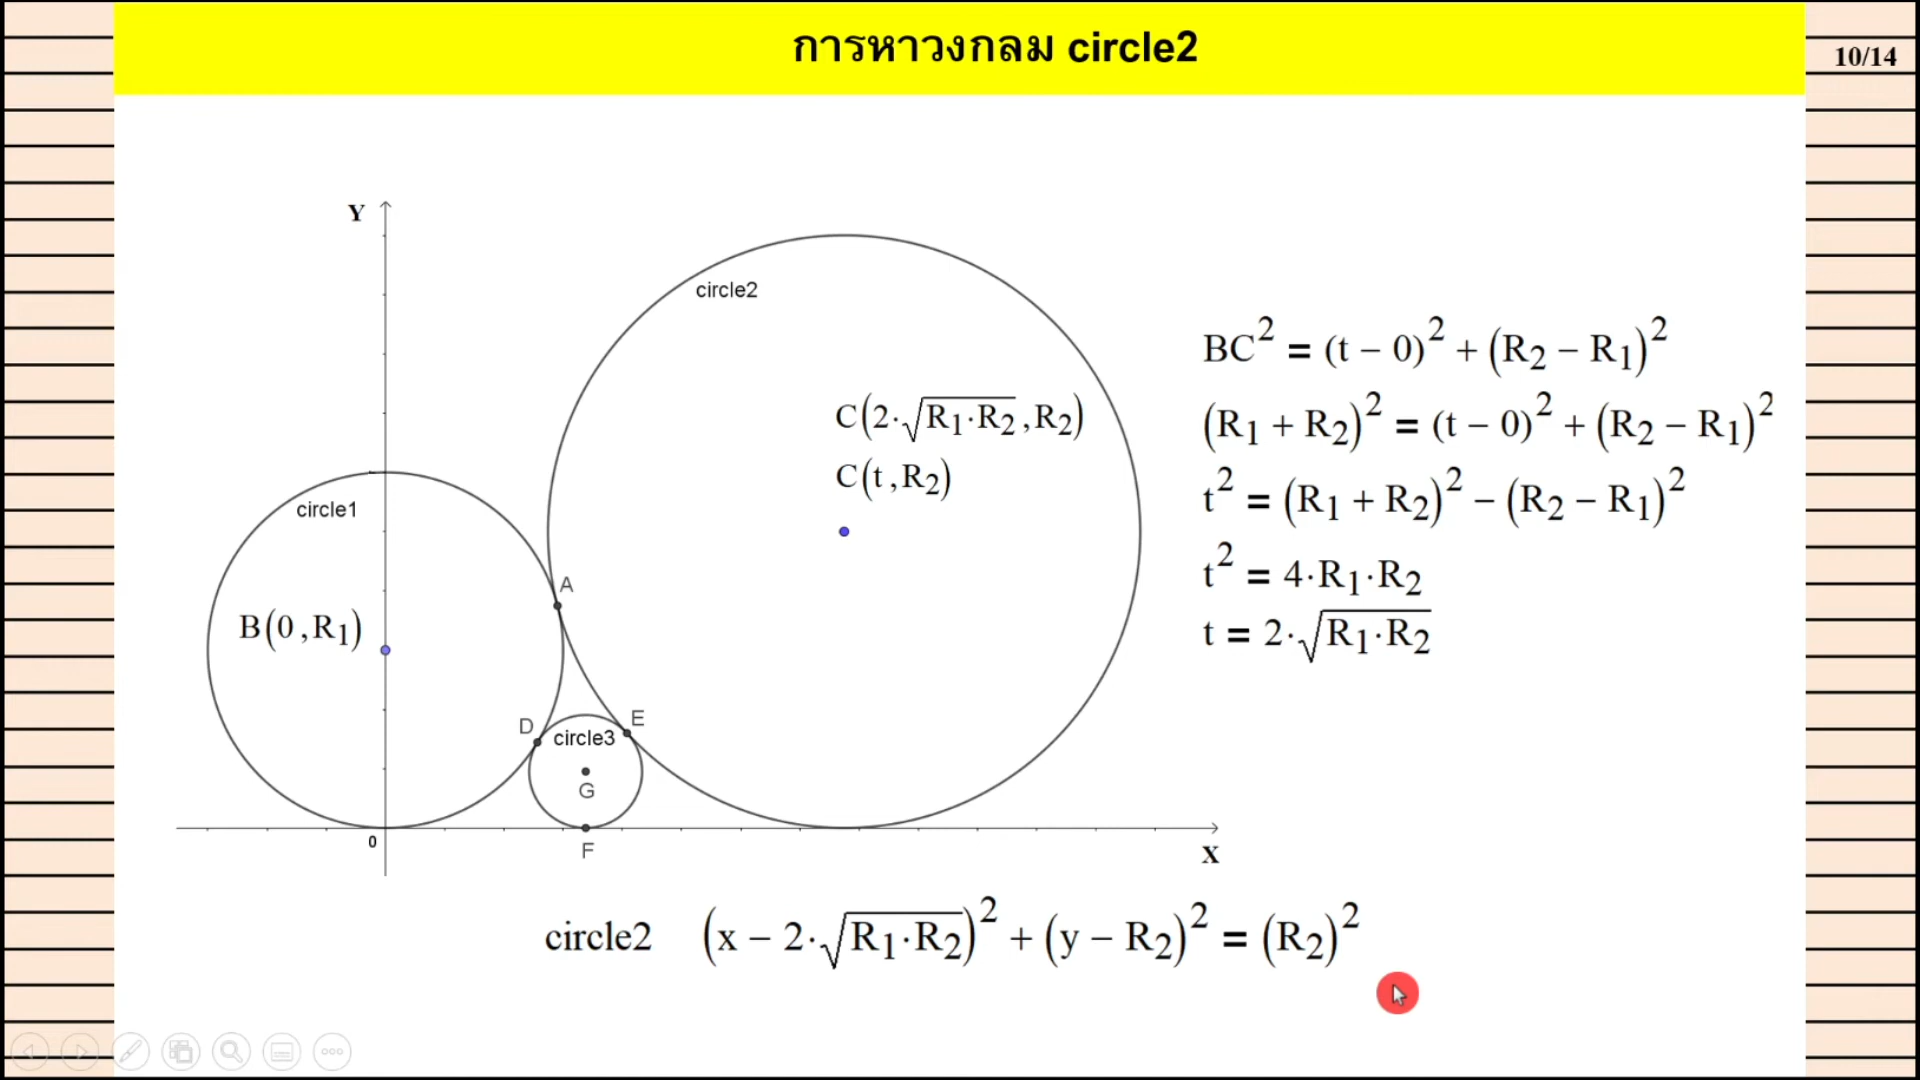 การหาวงกลม circle2
10/14
Y
circle2
C(2·√(R₁·R₂) ,R₂)
C(t ,R₂)
circle1
B(0 ,R₁)
A
D
E
circle3
G
0
F
X
BC² = (t − 0)² + (R₂ − R₁)²
(R₁ + R₂)² = (t − 0)² + (R₂ − R₁)²
t² = (R₁ + R₂)² − (R₂ − R₁)²
t² = 4·R₁·R₂
t = 2·√(R₁·R₂)
circle2 (x − 2·√(R₁·R₂))² + (y − R₂)² = (R₂)²